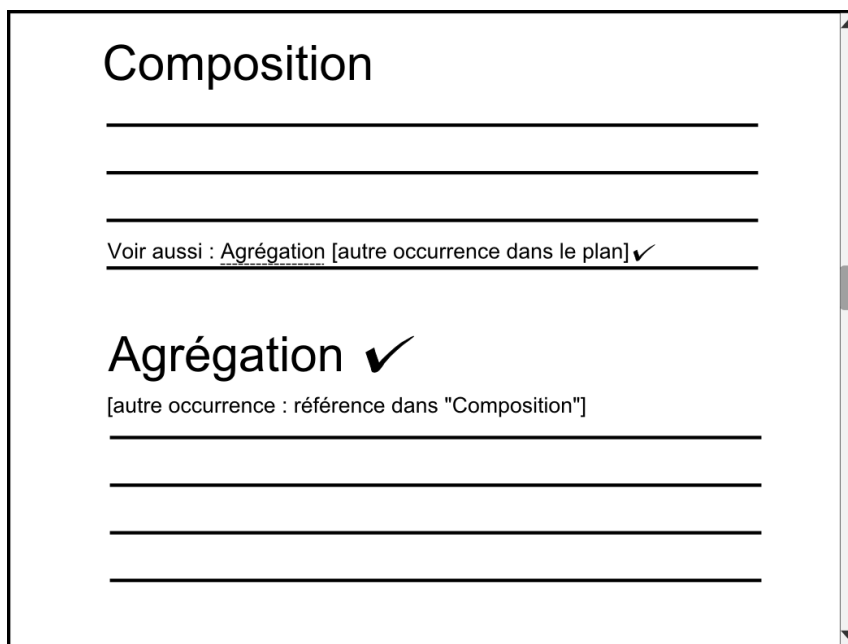 Composition
Voir aussi : Agrégation [autre occurrence dans le plan]✓
Agrégation ✓
[autre occurrence : référence dans "Composition"]